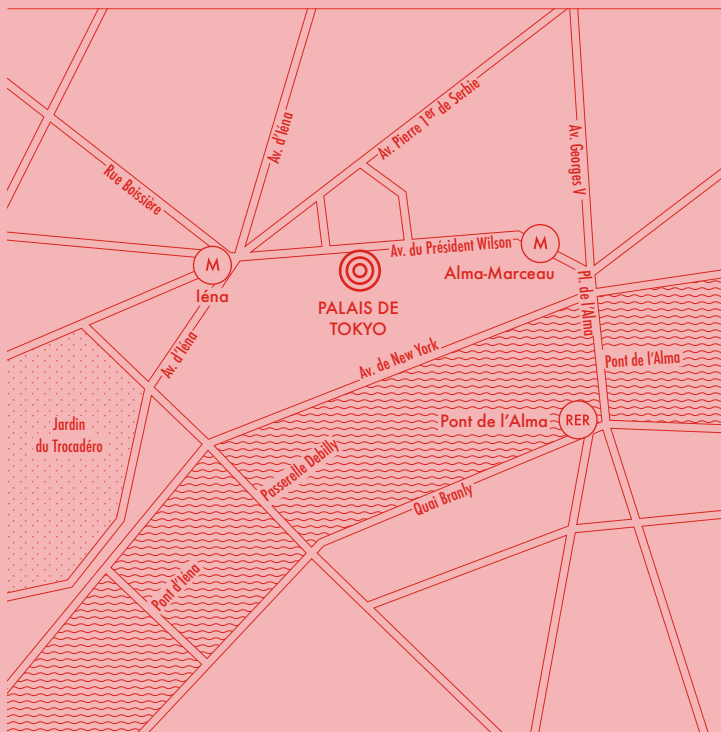 Av. d'Iéna
Av. Pierre 1er de Serbie
Av. Georges V
Rue Boissière
M
Iéna
Av. du Président Wilson
M
Alma-Marceau
PALAIS DE
TOKYO
Pl. de l'Alma
Av. d'Iéna
Av. de New York
Pont de l'Alma
Jardin
du Trocadéro
Pont de l'Alma
RER
Passerelle Debilly
Quai Branly
Pont d'Iéna